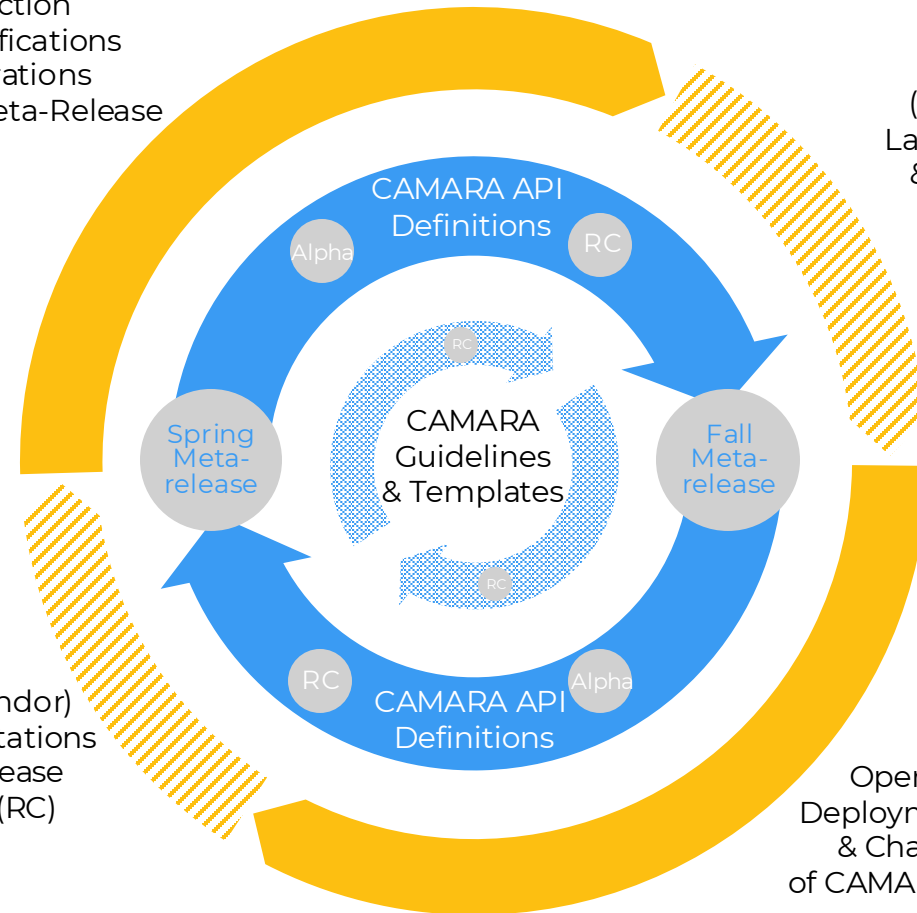 ction
fications
ations
eta-Release
(
La
&
CAMARA API
Definitions
Alpha
RC
RC
Spring
Meta-
release
CAMARA
Guidelines
& Templates
Fall
Meta-
release
RC
RC
Alpha
CAMARA API
Definitions
ndor)
tations
ease
(RC)
Oper
Deployn
& Cha
of CAMA